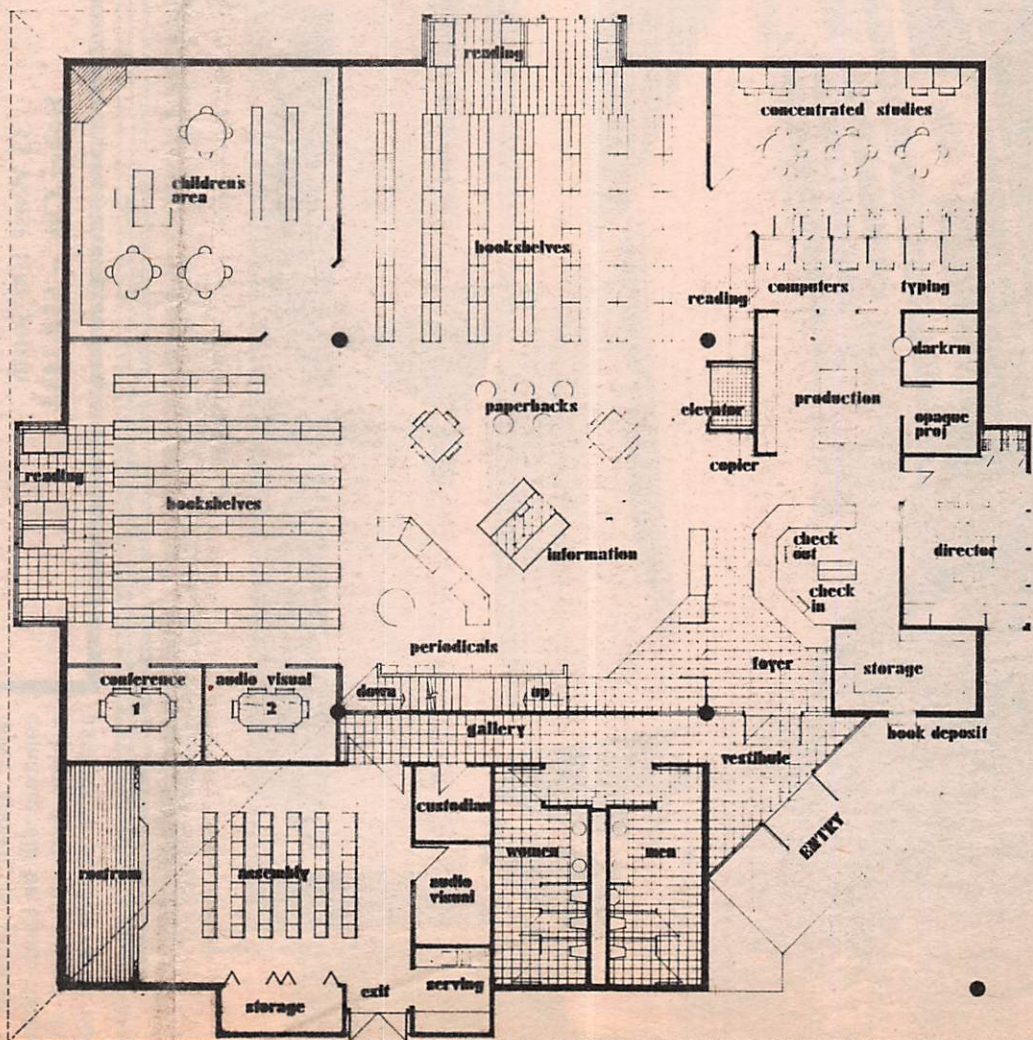 reading
concentrated studies
children's
area
bookshelves
reading
computers
typing
darkrm
paperbacks
elevator
production
opaque
proj
copier
reading
bookshelves
information
check
out
check
in
director
periodicals
foyer
storage
conference
1
audio visual
2
down
up
gallery
vestibule
book deposit
custodian
women
men
ENTRY
rostrum
assembly
audio
visual
storage
exit
serving